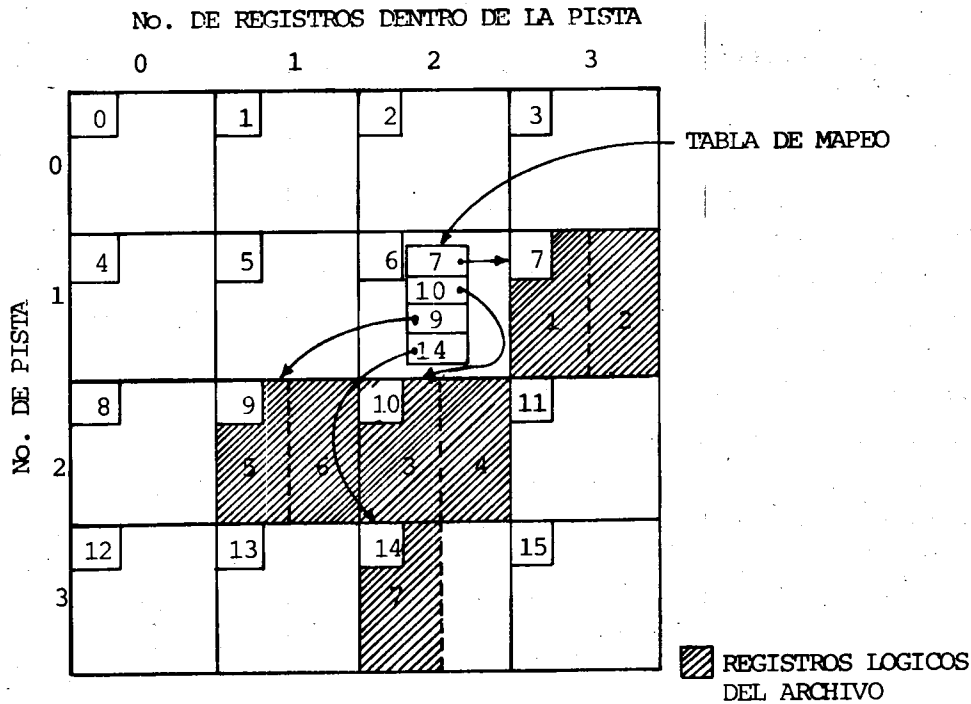 No. DE REGISTROS DENTRO DE LA PISTA
0 1 2 3
TABLA DE MAPEO
No. DE PISTA
0
0 1 2 3
1
4 5 6 7
7
10
9
14
1 2
2
8 9 10 11
5 6 3 4
3
12 13 14 15
7
REGISTROS LOGICOS
DEL ARCHIVO